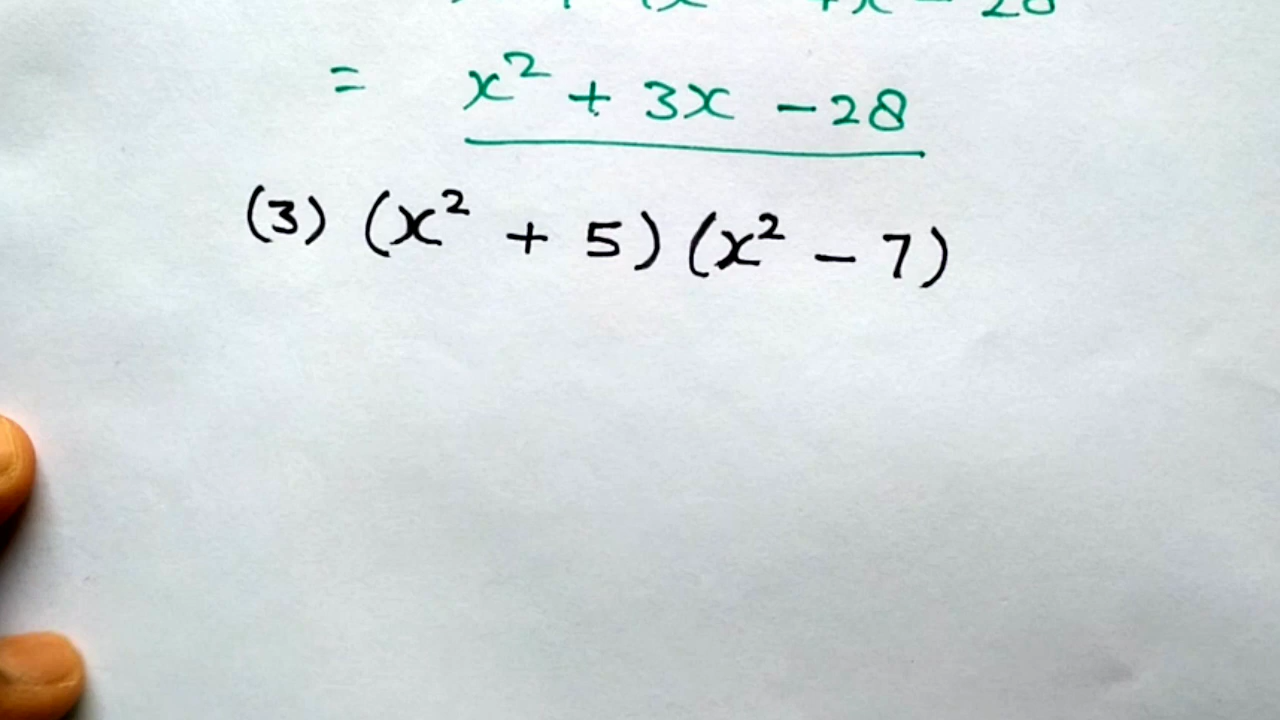 = x² + 3x - 28
(3) (x² + 5) (x² - 7)